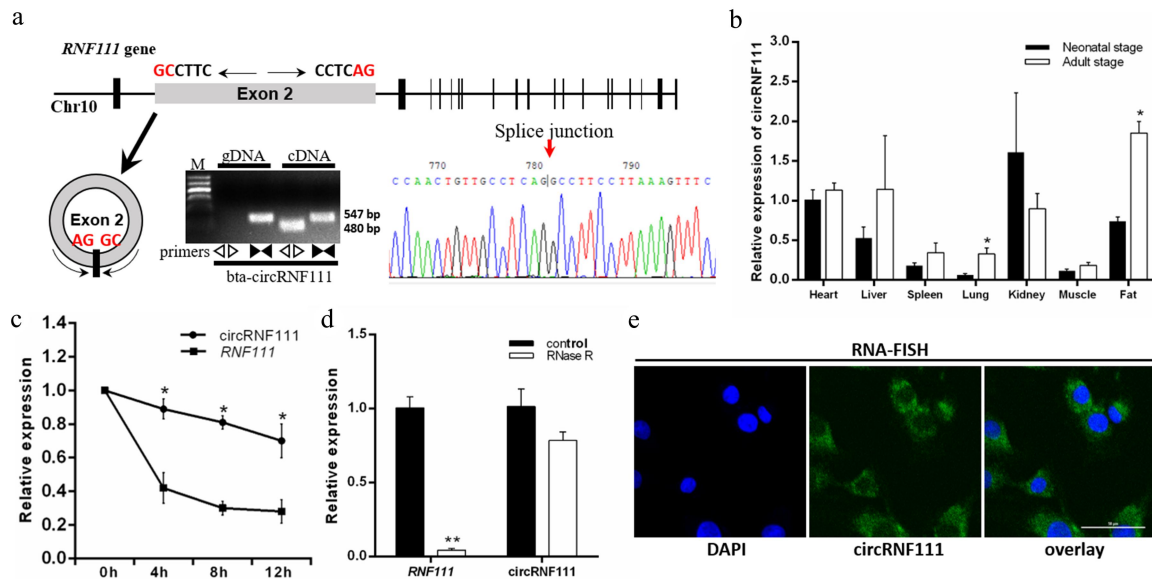 a
RNF111 gene
GCCTTC
CCTCAG
Chr10
Exon 2
Exon 2
AG GC
M
gDNA
cDNA
547 bp
480 bp
primers
bta-circRNF111
Splice junction
770 780 790
CCAACTGTTGCCTCAGGCCTTCCTTAAAGTTTC
b
Relative expression of circRNF111
3.0
2.5
2.0
1.5
1.0
0.5
0.0
Neonatal stage
Adult stage
*
*
Heart Liver Spleen Lung Kidney Muscle Fat
c
Relative expression
1.4
1.2
1.0
0.8
0.6
0.4
0.2
0.0
circRNF111
RNF111
* * *
0h 4h 8h 12h
d
Relative expression
1.5
1.0
0.5
0.0
control
RNase R
**
RNF111 circRNF111
e
RNA-FISH
DAPI circRNF111 overlay